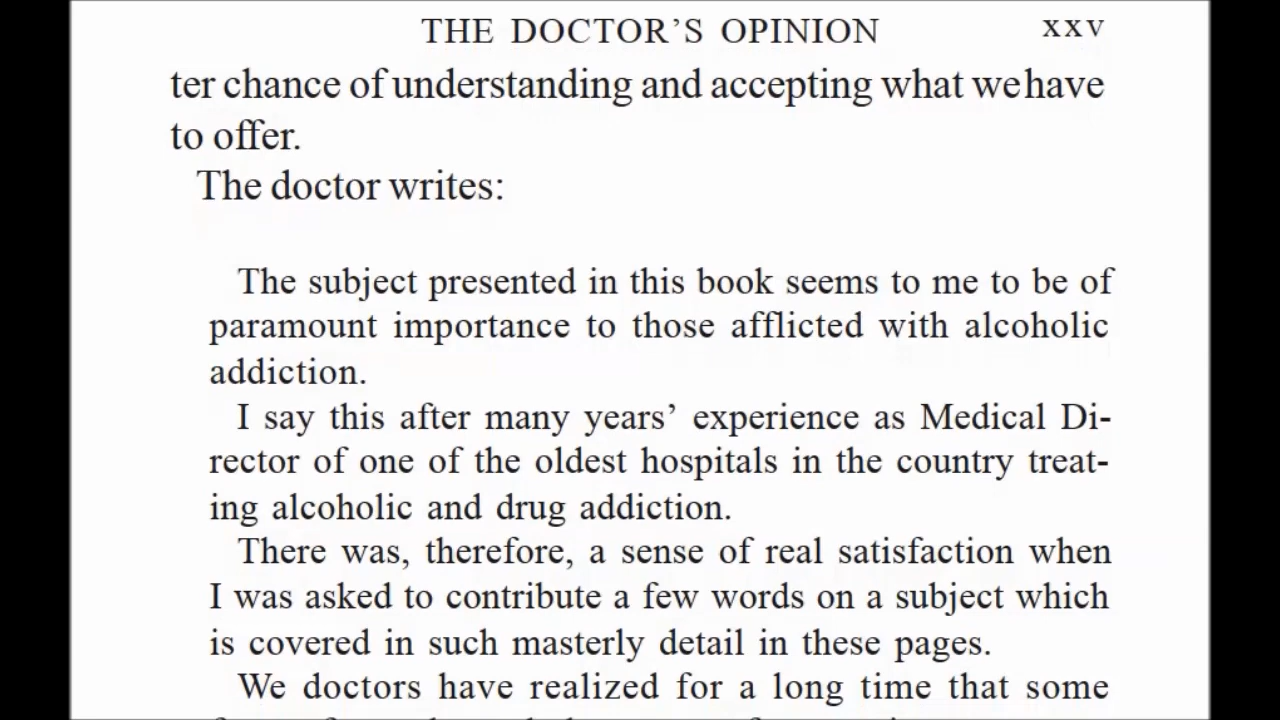 THE DOCTOR’S OPINION xxv
ter chance of understanding and accepting what we have
to offer.
The doctor writes:
The subject presented in this book seems to me to be of
paramount importance to those afflicted with alcoholic
addiction.
I say this after many years’ experience as Medical Di-
rector of one of the oldest hospitals in the country treat-
ing alcoholic and drug addiction.
There was, therefore, a sense of real satisfaction when
I was asked to contribute a few words on a subject which
is covered in such masterly detail in these pages.
We doctors have realized for a long time that some